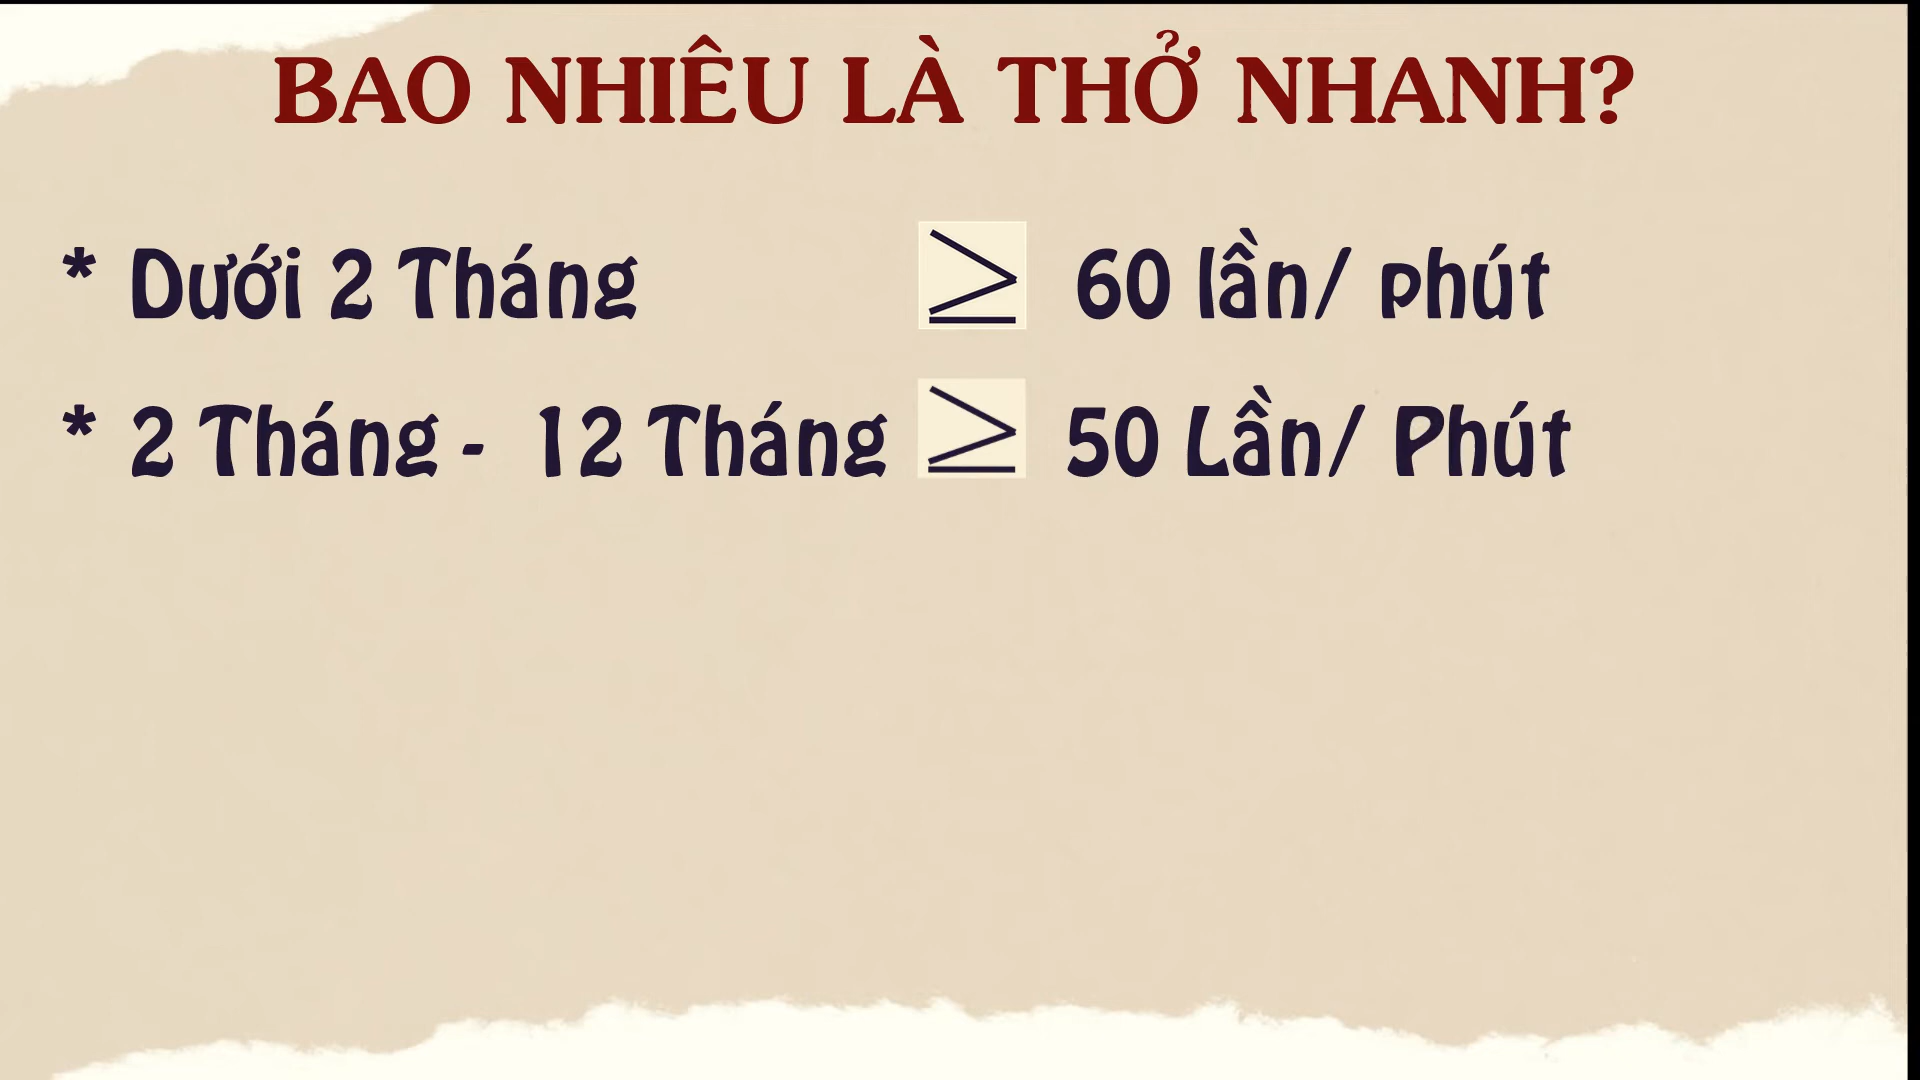 BAO NHIÊU LÀ THỞ NHANH?
* Dưới 2 Tháng ≥ 60 lần/ phút
* 2 Tháng - 12 Tháng ≥ 50 Lần/ Phút